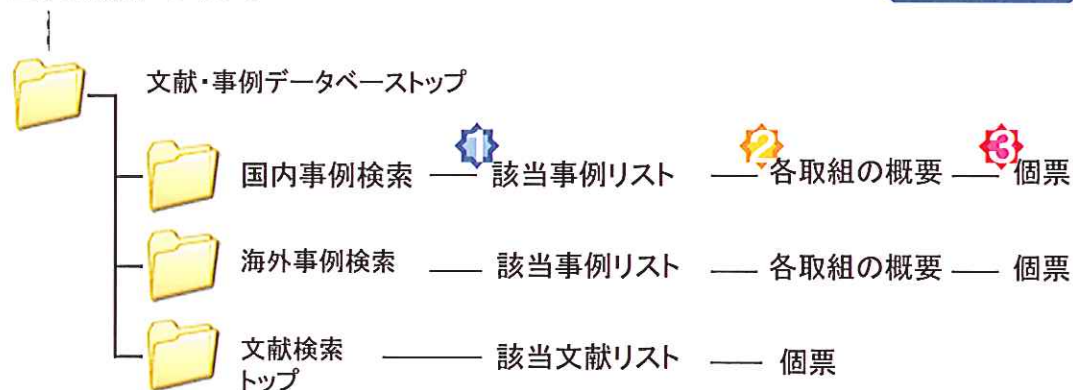 文献・事例データベーストップ
国内事例検索 ―― 1 該当事例リスト ―― 2 各取組の概要 ―― 3 個票
海外事例検索 ―― 該当事例リスト ―― 各取組の概要 ―― 個票
文献検索
トップ ―― 該当文献リスト ―― 個票